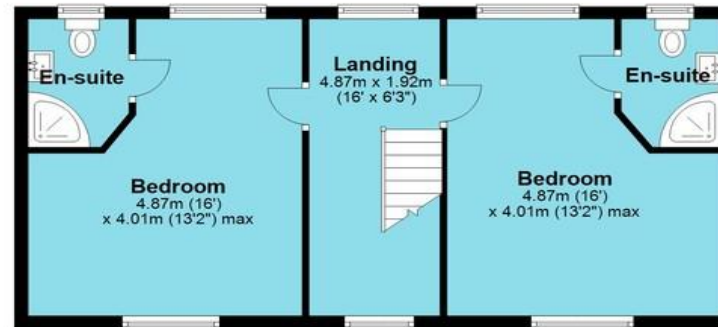 En-suite
Bedroom
4.87m (16')
x 4.01m (13'2") max
Landing
4.87m x 1.92m
(16' x 6'3")
Bedroom
4.87m (16')
x 4.01m (13'2") max
En-suite